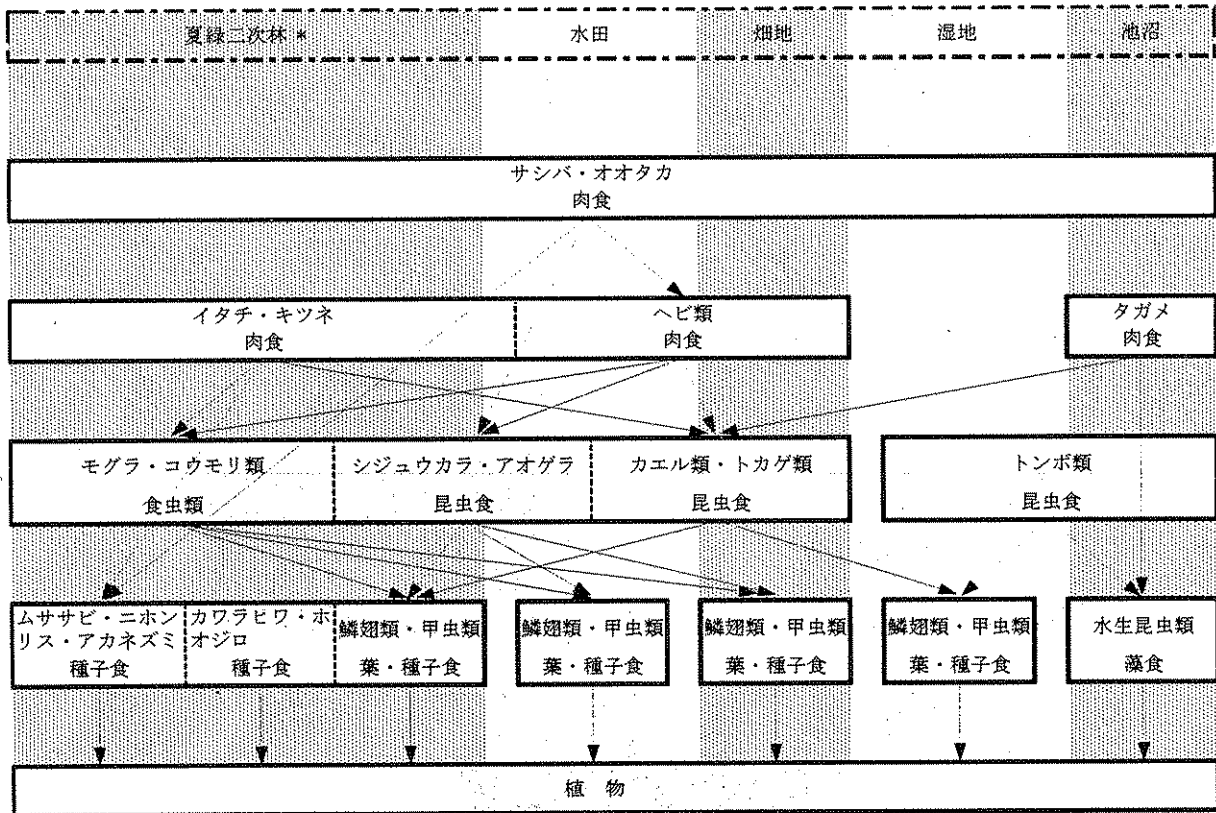 夏緑二次林 *
水田
畑地
湿地
池沼
サシバ・オオタカ
肉食
イタチ・キツネ
肉食
ヘビ類
肉食
タガメ
肉食
モグラ・コウモリ類
食虫類
シジュウカラ・アオゲラ
昆虫食
カエル類・トカゲ類
昆虫食
トンボ類
昆虫食
ムササビ・ニホン
リス・アカネズミ
種子食
カワラヒワ・ホ
オジロ
種子食
鱗翅類・甲虫類
葉・種子食
鱗翅類・甲虫類
葉・種子食
鱗翅類・甲虫類
葉・種子食
鱗翅類・甲虫類
葉・種子食
水生昆虫類
藻食
植 物